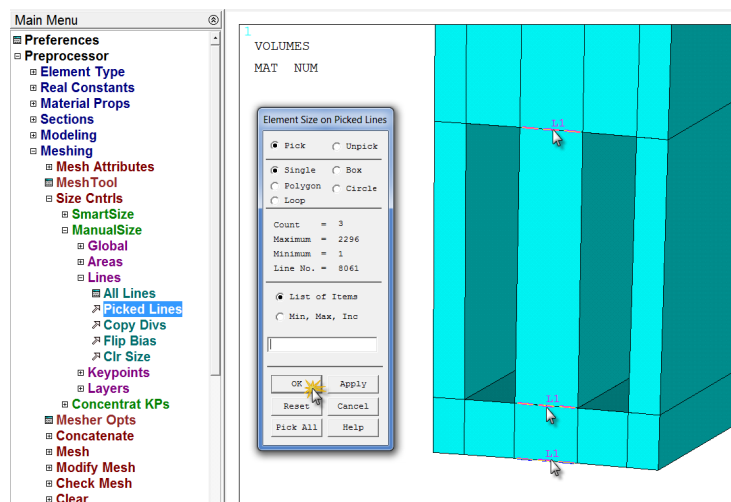 Main Menu
Preferences
Preprocessor
Element Type
Real Constants
Material Props
Sections
Modeling
Meshing
Mesh Attributes
MeshTool
Size Cntrls
SmartSize
ManualSize
Global
Areas
Lines
All Lines
Picked Lines
Copy Divs
Flip Bias
Clr Size
Keypoints
Layers
Concentrat KPs
Mesher Opts
Concatenate
Mesh
Modify Mesh
Check Mesh
Clear
1
VOLUMES
MAT NUM
Element Size on Picked Lines
Pick Unpick
Single Box
Polygon Circle
Loop
Count = 3
Maximum = 2296
Minimum = 1
Line No. = 8061
List of Items
Min, Max, Inc
OK Apply
Reset Cancel
Pick All Help
L1
L1
L1